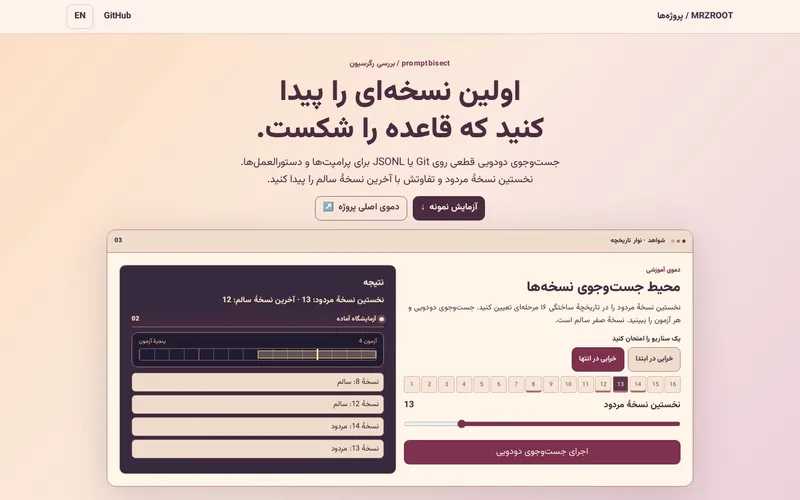 MRZROOT / پروژه‌ها
GitHub
EN
promptbisect / بررسی رگرسیون
اولین نسخه‌ای را پیدا
کنید که قاعده را شکست.
جست‌وجوی دودویی قطعی روی Git یا JSONL برای پرامپت‌ها و دستورالعمل‌ها.
نخستین نسخهٔ مردود و تفاوتش با آخرین نسخهٔ سالم را پیدا کنید.
آزمایش نمونه ↓
دموی اصلی پروژه ↗
شواهد · نوار تاریخچه
03
دموی آموزشی
محیط جست‌وجوی نسخه‌ها
نخستین نسخهٔ مردود را در تاریخچهٔ ساختگی ۱۶ مرحله‌ای تعیین کنید. جست‌وجوی دودویی و
هر آزمون را ببینید. نسخهٔ صفر سالم است.
یک سناریو را امتحان کنید
خرابی در ابتدا
خرابی در انتها
1 2 3 4 5 6 7 8 9 10 11 12 13 14 15 16
نخستین نسخهٔ مردود
13
اجرای جست‌وجوی دودویی
نتیجه
نخستین نسخهٔ مردود: 13 · آخرین نسخهٔ سالم: 12
آزمایشگاه آماده
02
آزمون 4
پنجرهٔ آزمون
نسخهٔ 8: سالم
نسخهٔ 12: سالم
نسخهٔ 14: مردود
نسخهٔ 13: مردود